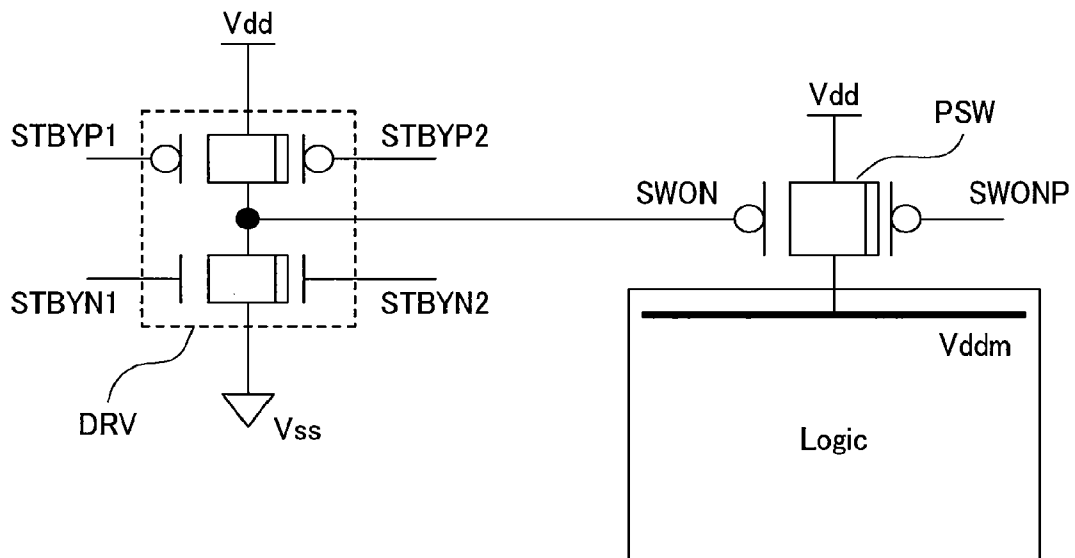 Vdd
STBYP1
STBYP2
Vdd
PSW
SWON
SWONP
STBYN1
STBYN2
Vddm
DRV
Vss
Logic